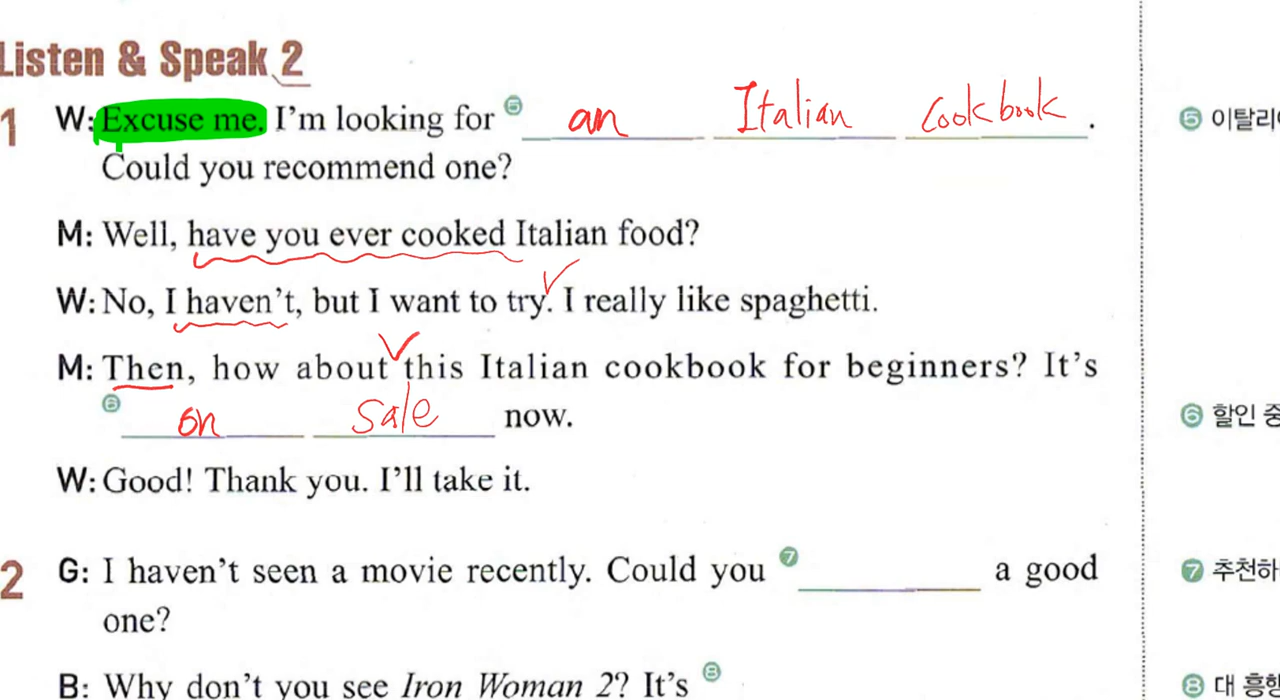 Listen & Speak 2
1 W: Excuse me. I'm looking for ⑤ an Italian cookbook . ⑤ 이탈리
Could you recommend one?
M: Well, have you ever cooked Italian food?
W: No, I haven't, but I want to try. I really like spaghetti.
M: Then, how about this Italian cookbook for beginners? It's
⑥ on sale now. ⑥ 할인 중
W: Good! Thank you. I'll take it.
2 G: I haven't seen a movie recently. Could you ⑦ a good ⑦ 추천하
one?
B: Why don't you see Iron Woman 2? It's ⑧ ⑧ 대 흥행